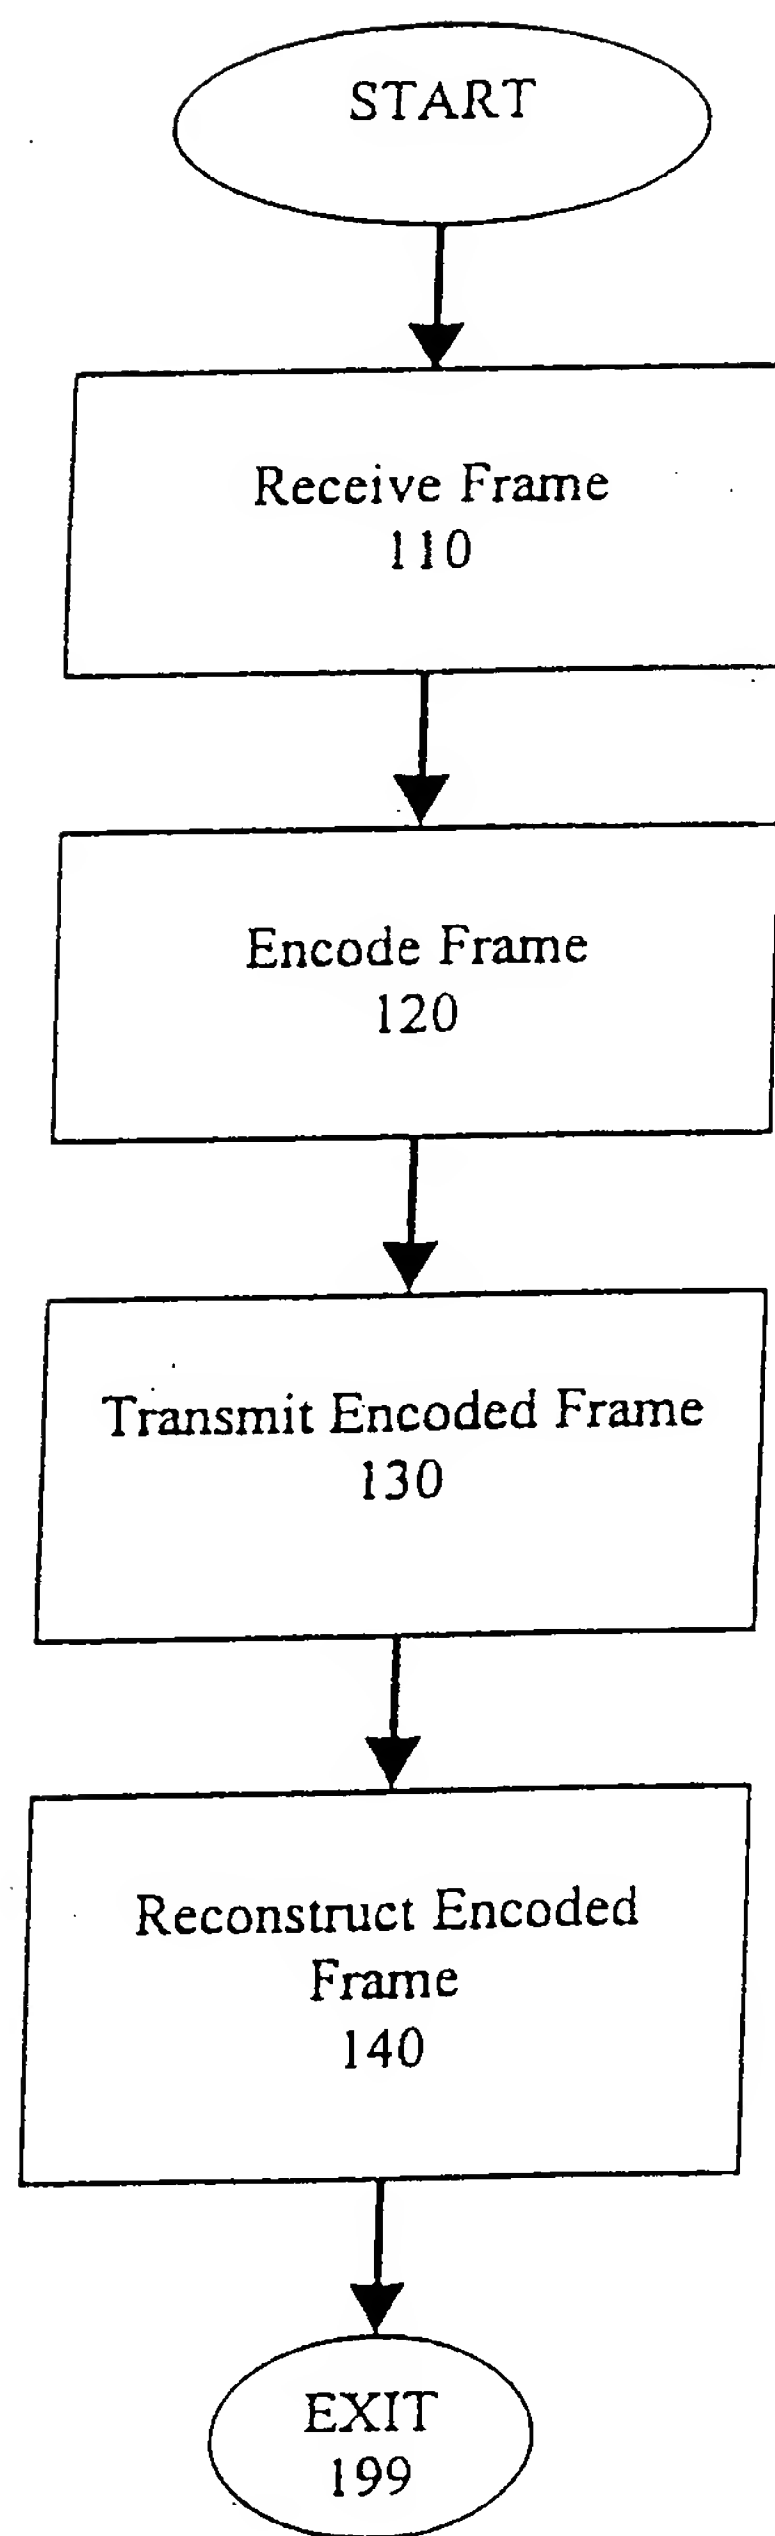 START
Receive Frame
110
Encode Frame
120
Transmit Encoded Frame
130
Reconstruct Encoded
Frame
140
EXIT
199